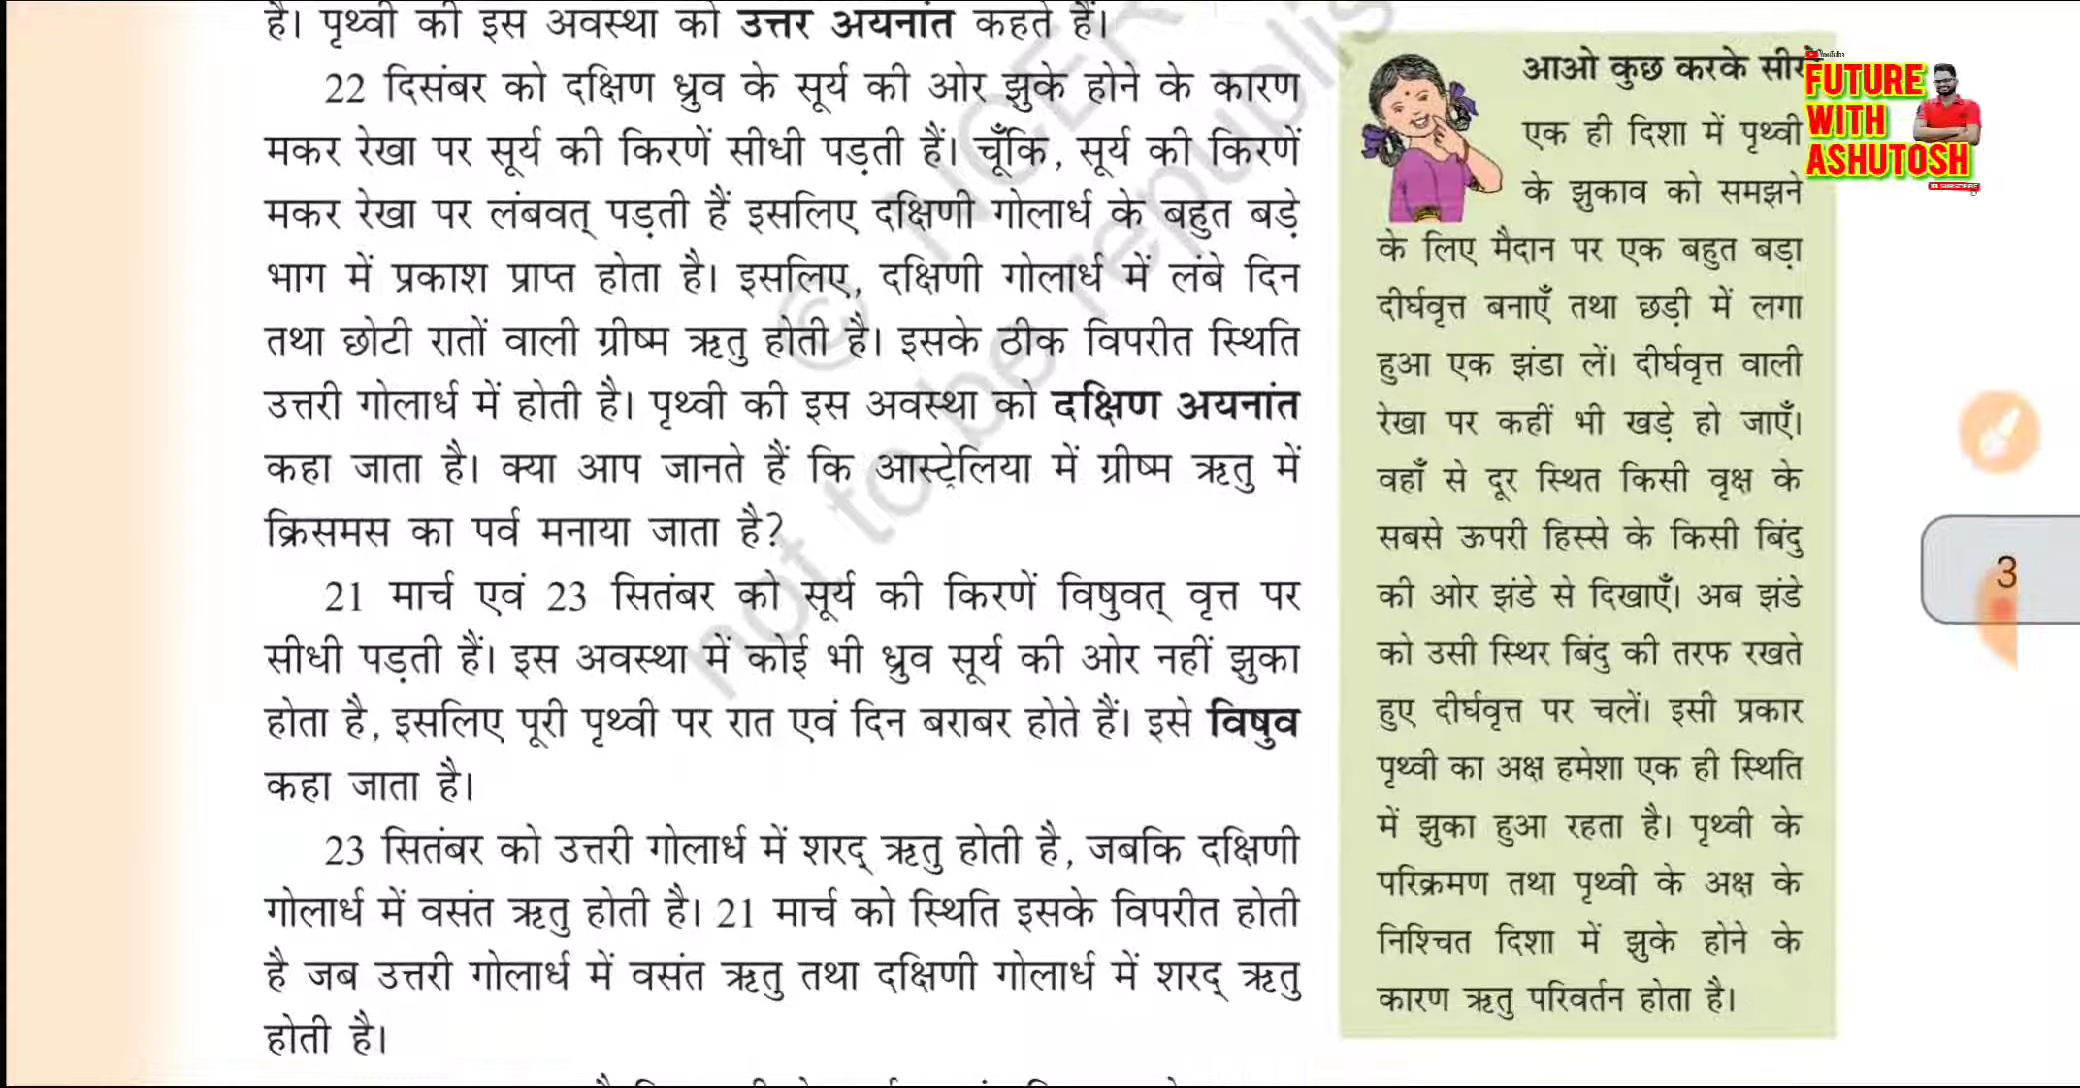 है। पृथ्वी की इस अवस्था को उत्तर अयनांत कहते हैं।
22 दिसंबर को दक्षिण ध्रुव के सूर्य की ओर झुके होने के कारण
मकर रेखा पर सूर्य की किरणें सीधी पड़ती हैं। चूँकि, सूर्य की किरणें
मकर रेखा पर लंबवत् पड़ती हैं इसलिए दक्षिणी गोलार्ध के बहुत बड़े
भाग में प्रकाश प्राप्त होता है। इसलिए, दक्षिणी गोलार्ध में लंबे दिन
तथा छोटी रातों वाली ग्रीष्म ऋतु होती है। इसके ठीक विपरीत स्थिति
उत्तरी गोलार्ध में होती है। पृथ्वी की इस अवस्था को दक्षिण अयनांत
कहा जाता है। क्या आप जानते हैं कि आस्ट्रेलिया में ग्रीष्म ऋतु में
क्रिसमस का पर्व मनाया जाता है?
21 मार्च एवं 23 सितंबर को सूर्य की किरणें विषुवत् वृत्त पर
सीधी पड़ती हैं। इस अवस्था में कोई भी ध्रुव सूर्य की ओर नहीं झुका
होता है, इसलिए पूरी पृथ्वी पर रात एवं दिन बराबर होते हैं। इसे विषुव
कहा जाता है।
23 सितंबर को उत्तरी गोलार्ध में शरद् ऋतु होती है, जबकि दक्षिणी
गोलार्ध में वसंत ऋतु होती है। 21 मार्च को स्थिति इसके विपरीत होती
है जब उत्तरी गोलार्ध में वसंत ऋतु तथा दक्षिणी गोलार्ध में शरद् ऋतु
होती है।
आओ कुछ करके
एक ही दिशा में पृथ्वी
के झुकाव को समझने
के लिए मैदान पर एक बहुत बड़ा
दीर्घवृत्त बनाएँ तथा छड़ी में लगा
हुआ एक झंडा लें। दीर्घवृत्त वाली
रेखा पर कहीं भी खड़े हो जाएँ।
वहाँ से दूर स्थित किसी वृक्ष के
सबसे ऊपरी हिस्से के किसी बिंदु
की ओर झंडे से दिखाएँ। अब झंडे
को उसी स्थिर बिंदु की तरफ रखते
हुए दीर्घवृत्त पर चलें। इसी प्रकार
पृथ्वी का अक्ष हमेशा एक ही स्थिति
में झुका हुआ रहता है। पृथ्वी के
परिक्रमण तथा पृथ्वी के अक्ष के
निश्चित दिशा में झुके होने के
कारण ऋतु परिवर्तन होता है।
FUTURE
WITH
ASHUTOSH
SUBSCRIBE
3
© NCER
not to be republis